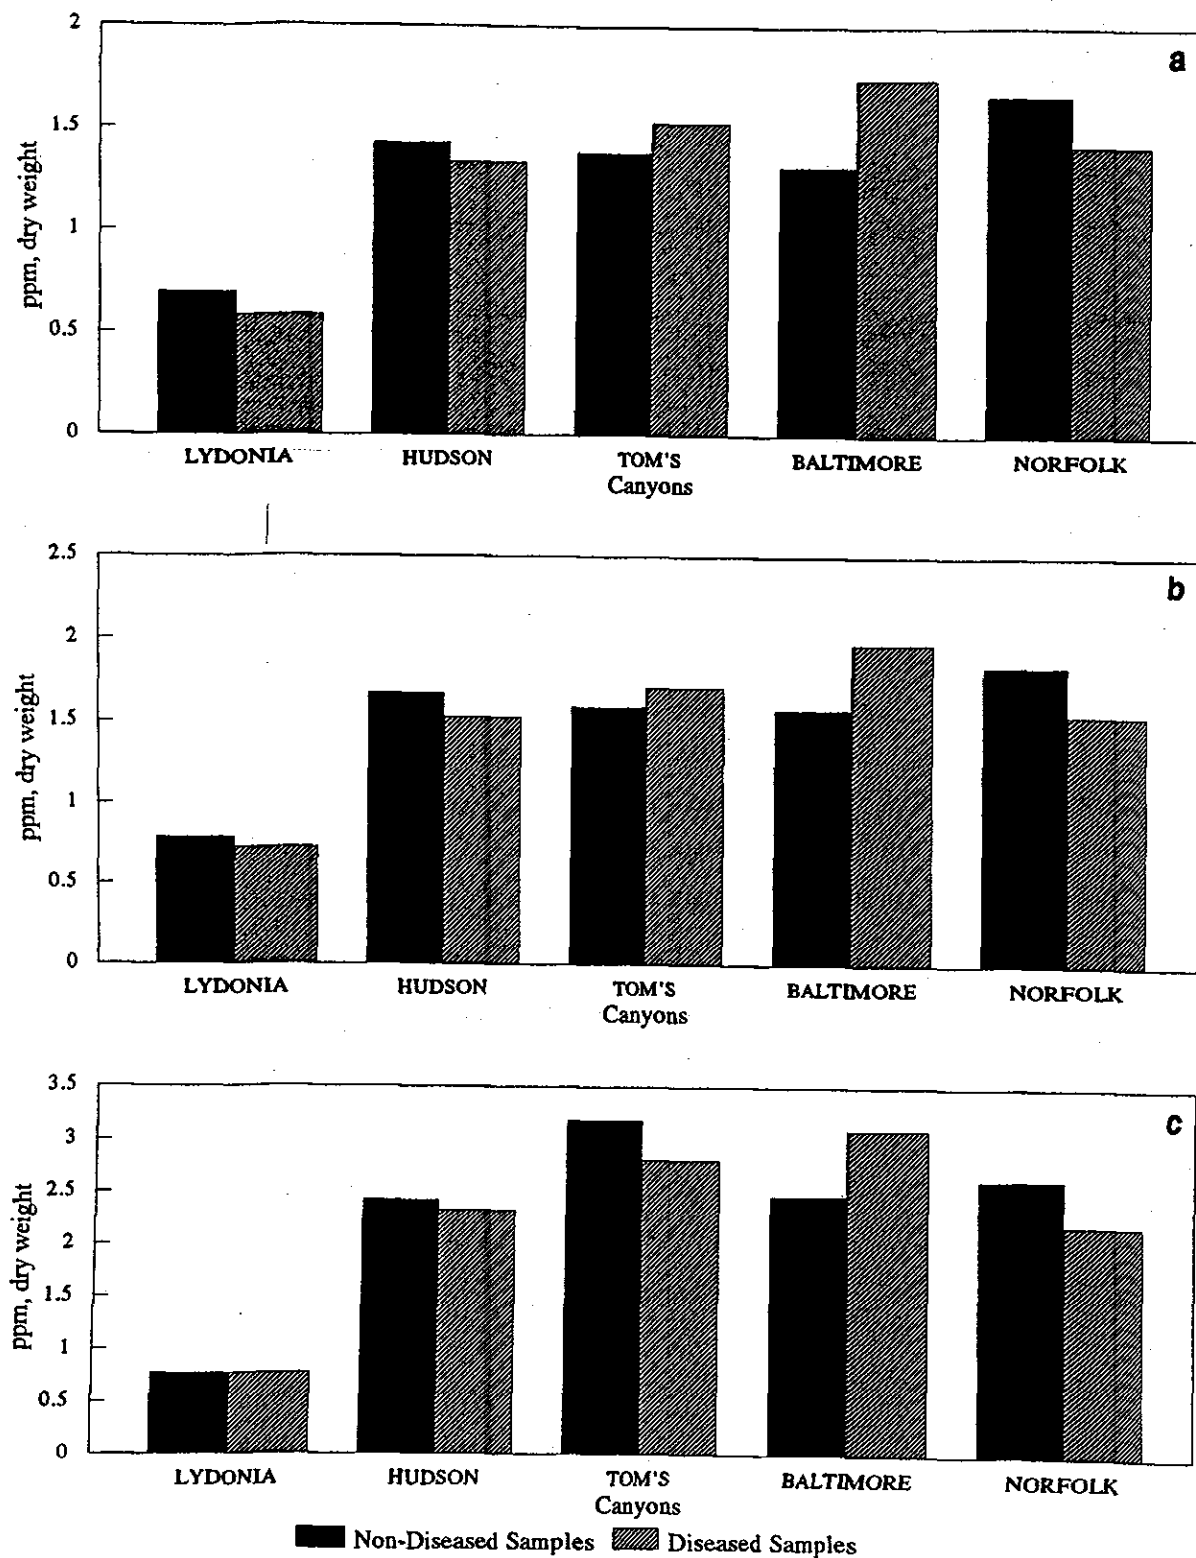 a
2
1.5
1
0.5
0
ppm, dry weight
LYDONIA HUDSON TOM'S BALTIMORE NORFOLK
Canyons
b
2.5
2
1.5
1
0.5
0
ppm, dry weight
LYDONIA HUDSON TOM'S BALTIMORE NORFOLK
Canyons
c
3.5
3
2.5
2
1.5
1
0.5
0
ppm, dry weight
LYDONIA HUDSON TOM'S BALTIMORE NORFOLK
Canyons
Non-Diseased Samples Diseased Samples